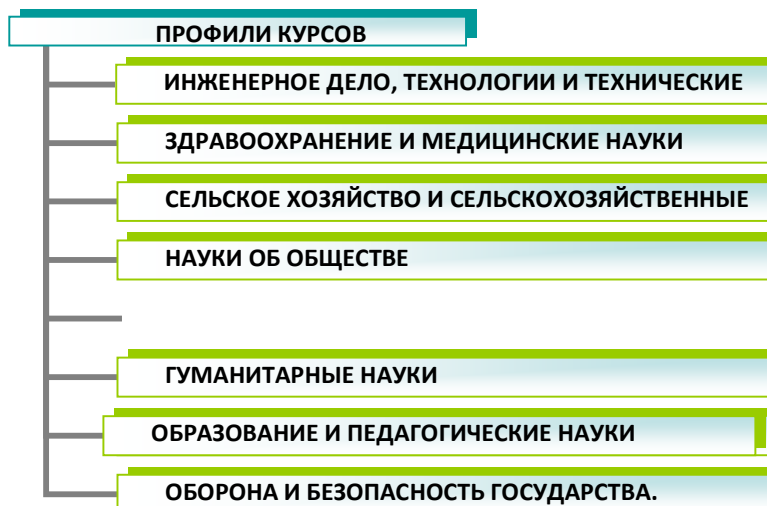 ПРОФИЛИ КУРСОВ
ИНЖЕНЕРНОЕ ДЕЛО, ТЕХНОЛОГИИ И ТЕХНИЧЕСКИЕ
ЗДРАВООХРАНЕНИЕ И МЕДИЦИНСКИЕ НАУКИ
СЕЛЬСКОЕ ХОЗЯЙСТВО И СЕЛЬСКОХОЗЯЙСТВЕННЫЕ
НАУКИ ОБ ОБЩЕСТВЕ
ГУМАНИТАРНЫЕ НАУКИ
ОБРАЗОВАНИЕ И ПЕДАГОГИЧЕСКИЕ НАУКИ
ОБОРОНА И БЕЗОПАСНОСТЬ ГОСУДАРСТВА.